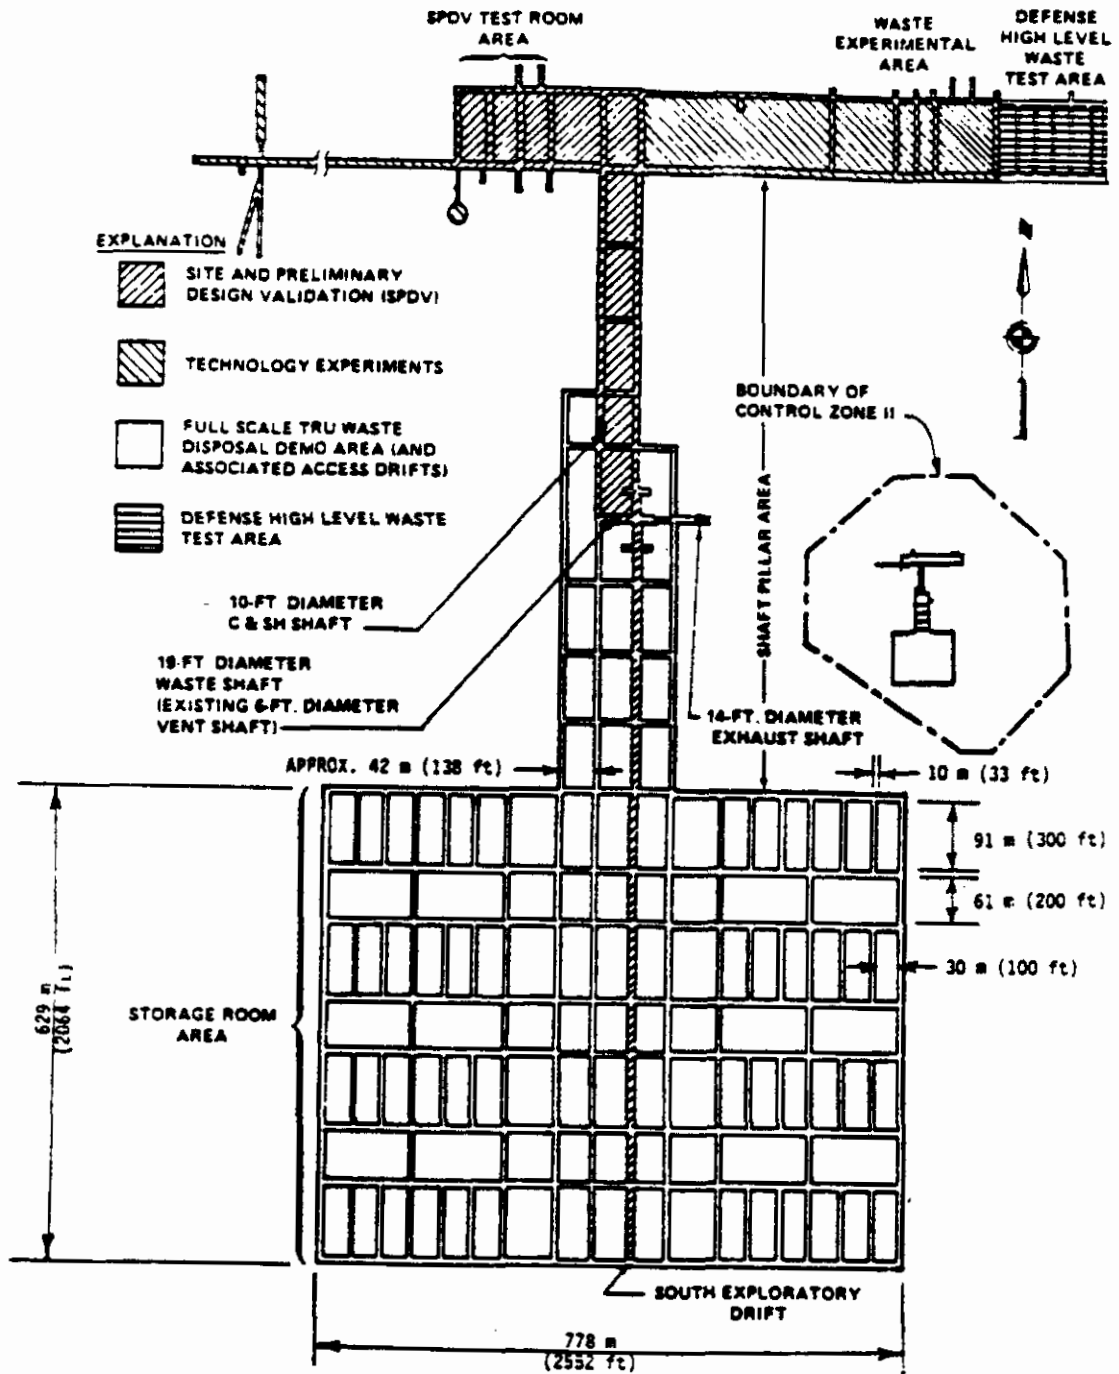 SPDV TEST ROOM
AREA
WASTE
EXPERIMENTAL
AREA
DEFENSE
HIGH LEVEL
WASTE
TEST AREA
N
EXPLANATION
SITE AND PRELIMINARY
DESIGN VALIDATION (SPDV)
TECHNOLOGY EXPERIMENTS
FULL SCALE TRU WASTE
DISPOSAL DEMO AREA (AND
ASSOCIATED ACCESS DRIFTS)
DEFENSE HIGH LEVEL WASTE
TEST AREA
BOUNDARY OF
CONTROL ZONE II
SHAFT PILLAR AREA
10-FT DIAMETER
C & SH SHAFT
19-FT DIAMETER
WASTE SHAFT
(EXISTING 6-FT. DIAMETER
VENT SHAFT)
14-FT. DIAMETER
EXHAUST SHAFT
APPROX. 42 m (138 ft)
10 m (33 ft)
91 m (300 ft)
61 m (200 ft)
30 m (100 ft)
629 m
(2064
STORAGE ROOM
AREA
SOUTH EXPLORATORY
DRIFT
778 m
(2552 ft)